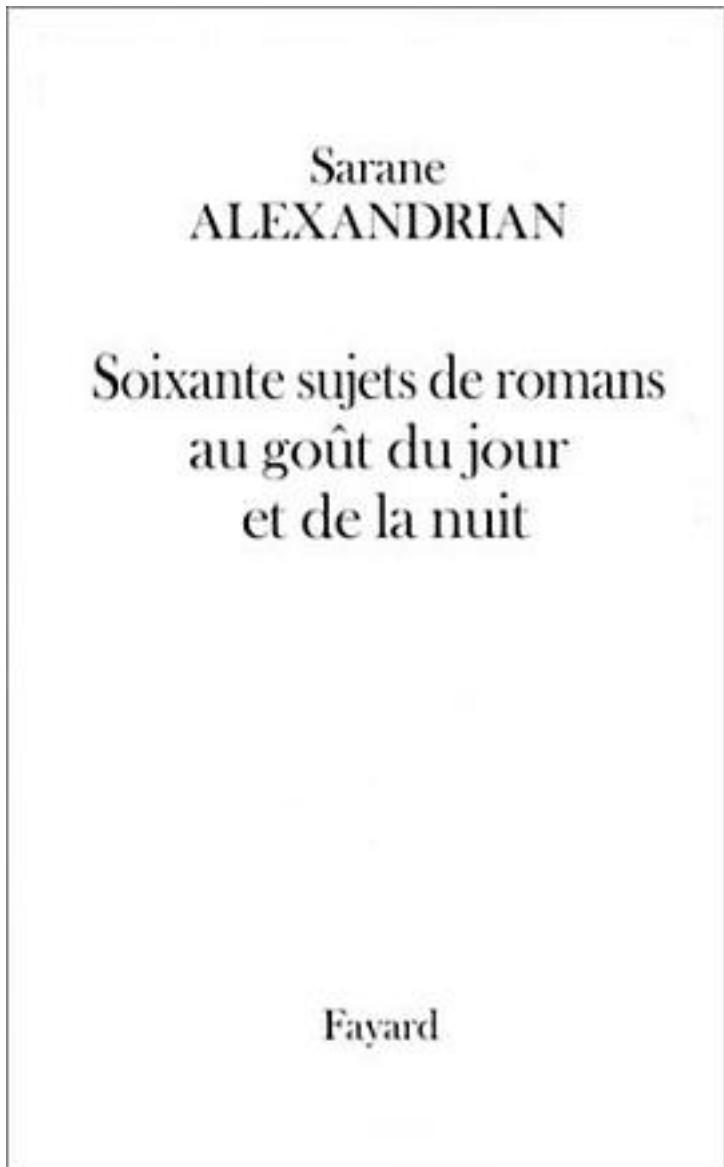 Sarane
ALEXANDRIAN
Soixante sujets de romans
au goût du jour
et de la nuit
Fayard